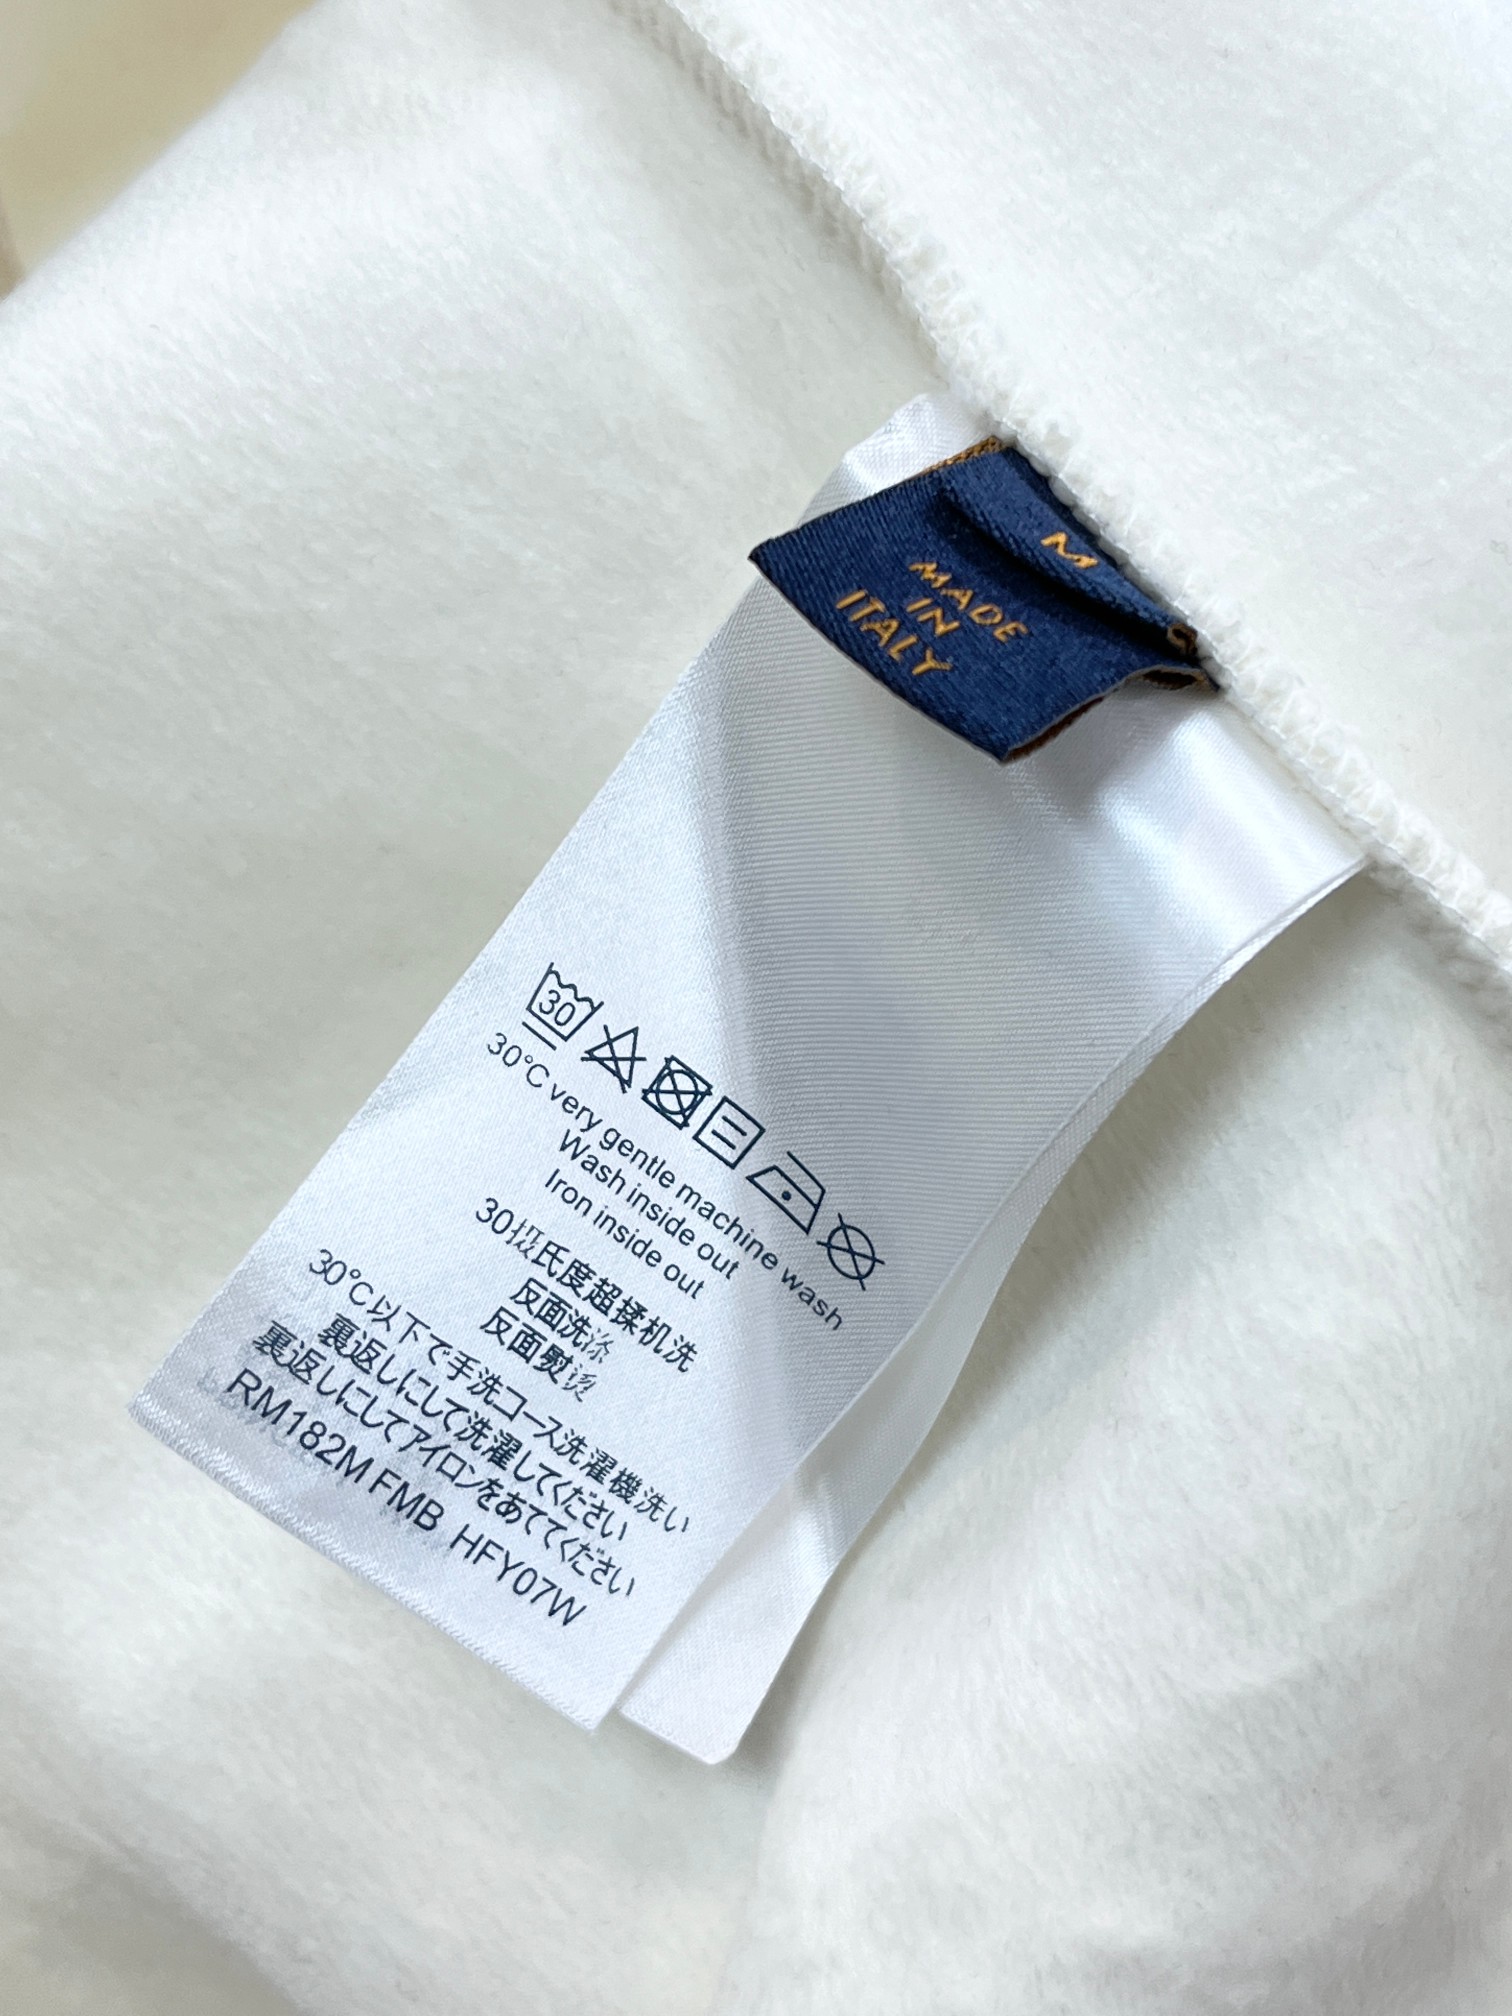 M
MADE
IN
ITALY
30
30°C very gentle machine wash
Wash inside out
Iron inside out
30摄氏度超揉机洗
反面洗涤
反面熨烫
30°C以下で手洗コース洗濯機洗い
裏返しにして洗濯してください
裏返しにしてアイロンをあててください
RM182M FMB HFY07W